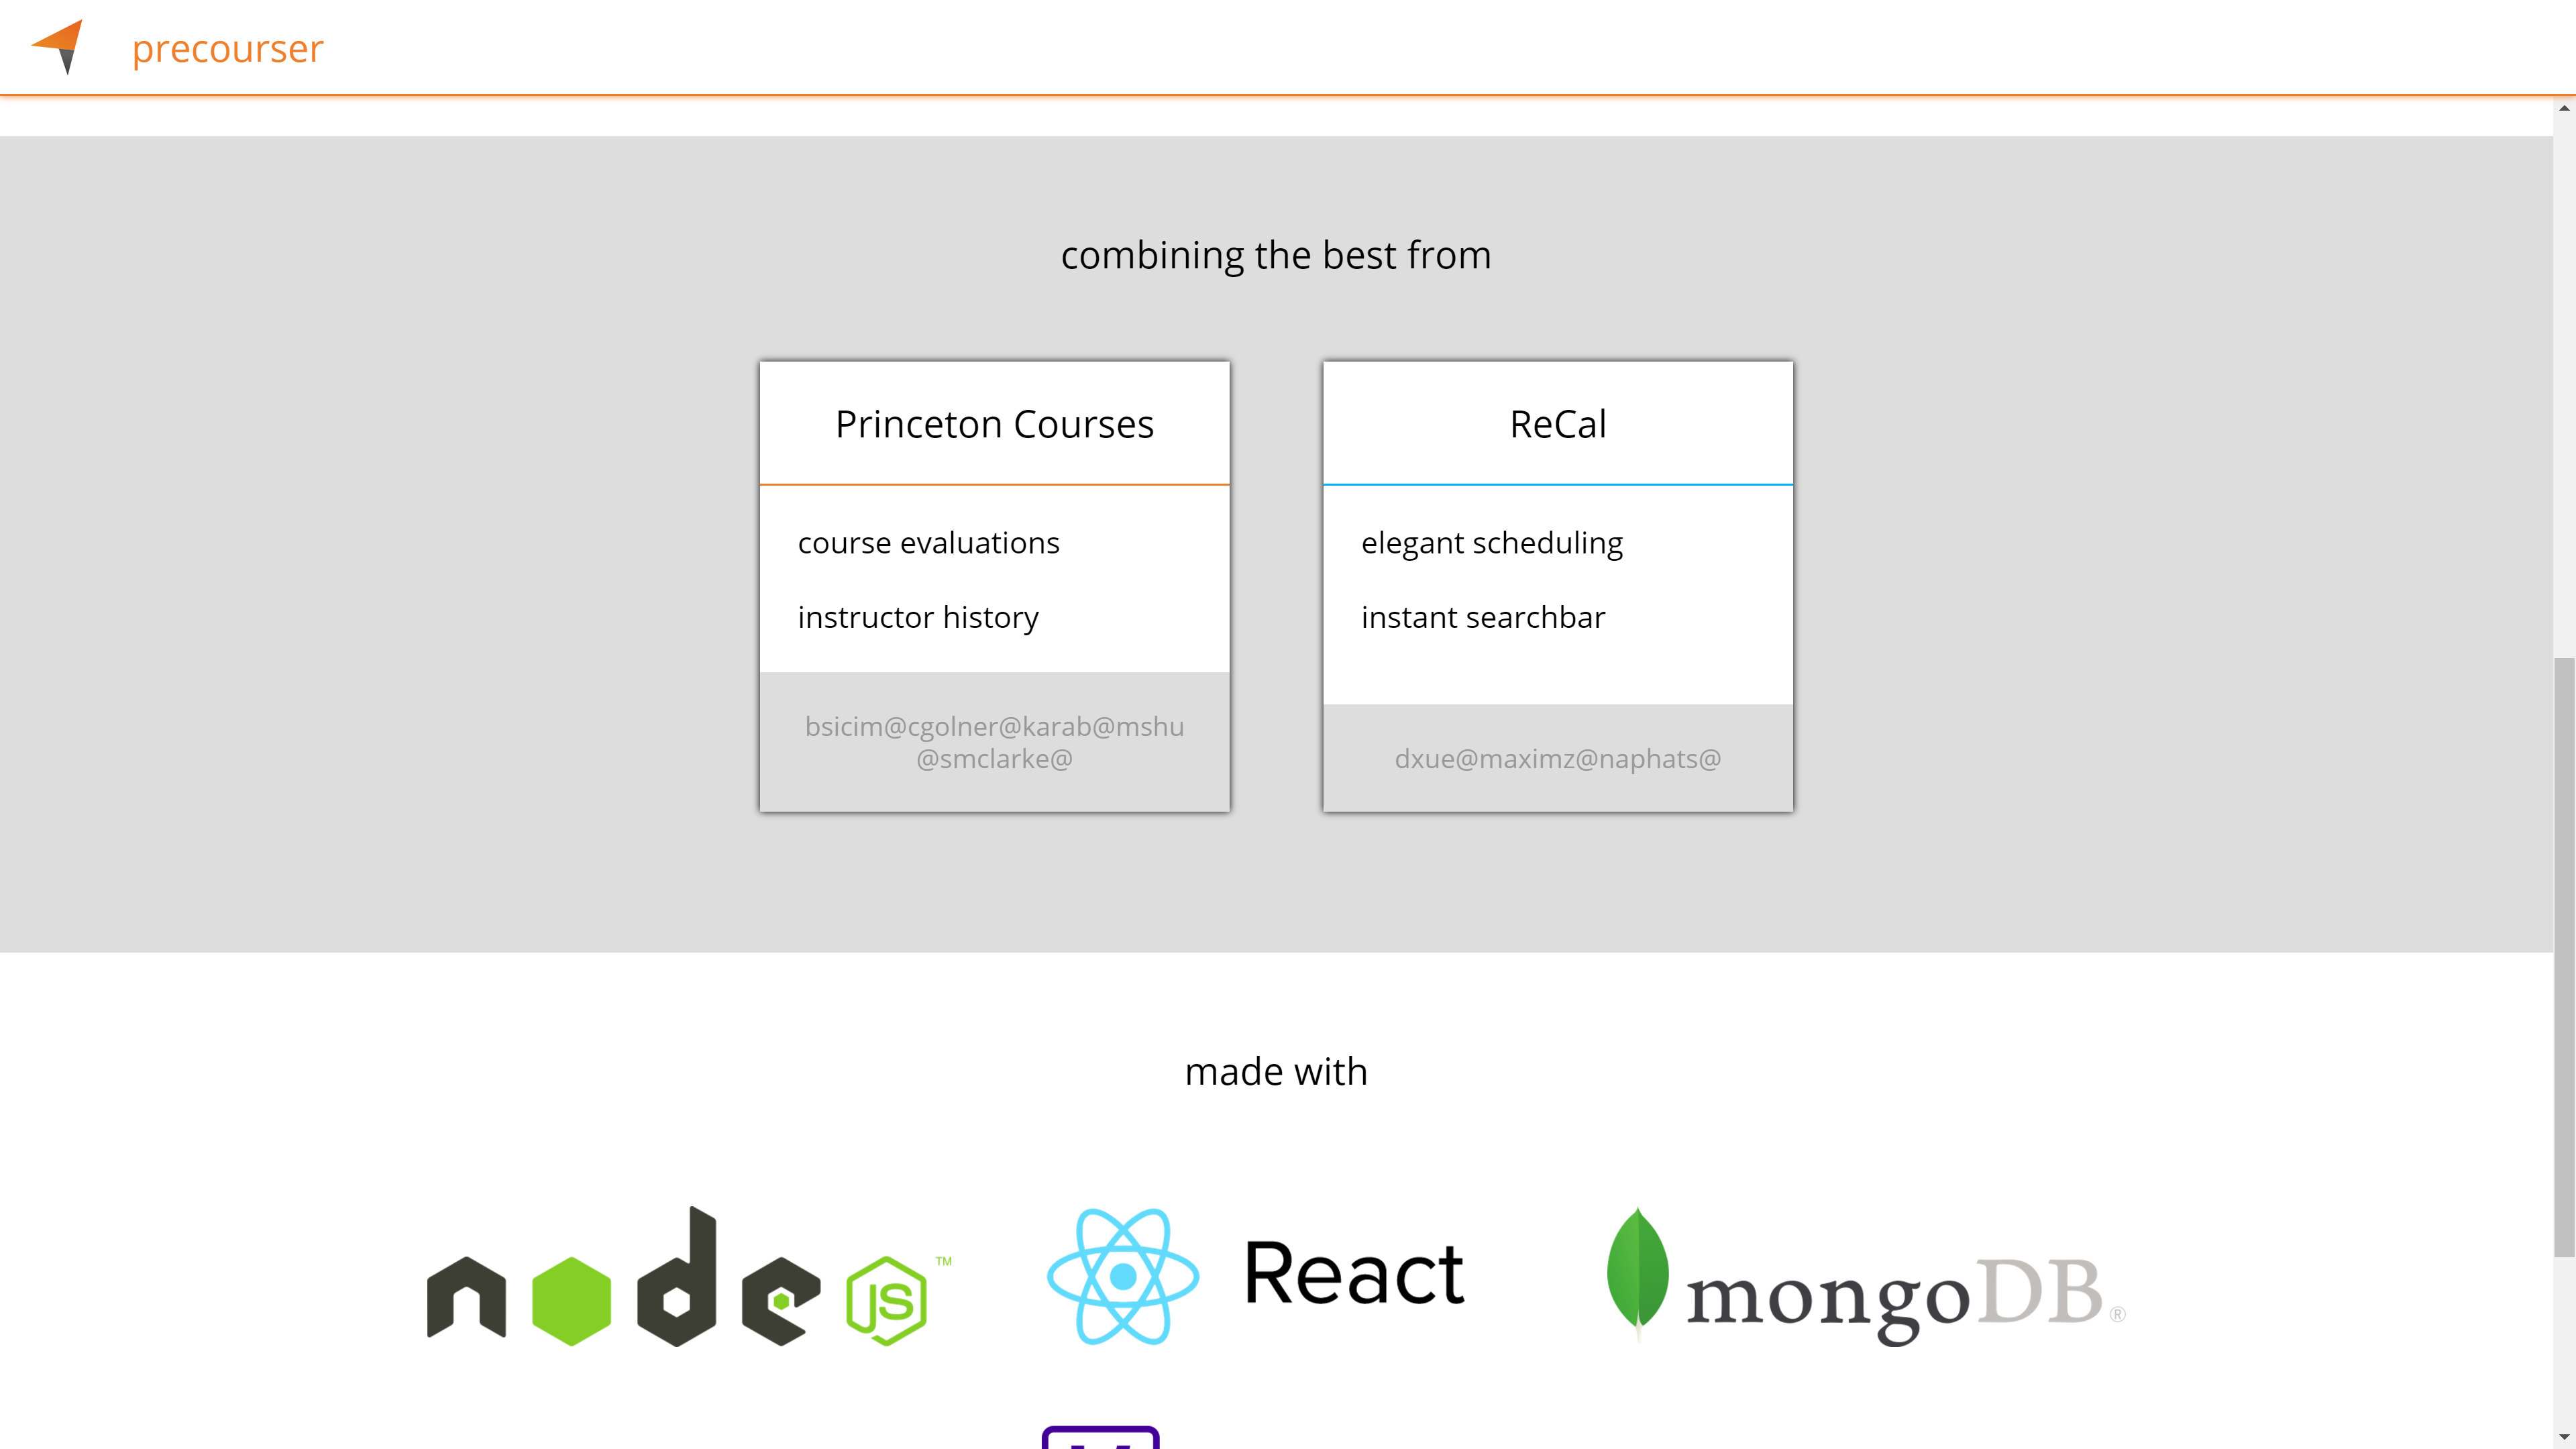 precourser
combining the best from
Princeton Courses
course evaluations
instructor history
bsicim@cgolner@karab@mshu
@smclarke@
ReCal
elegant scheduling
instant searchbar
dxue@maximz@naphats@
made with
node JS ™
React
mongoDB®